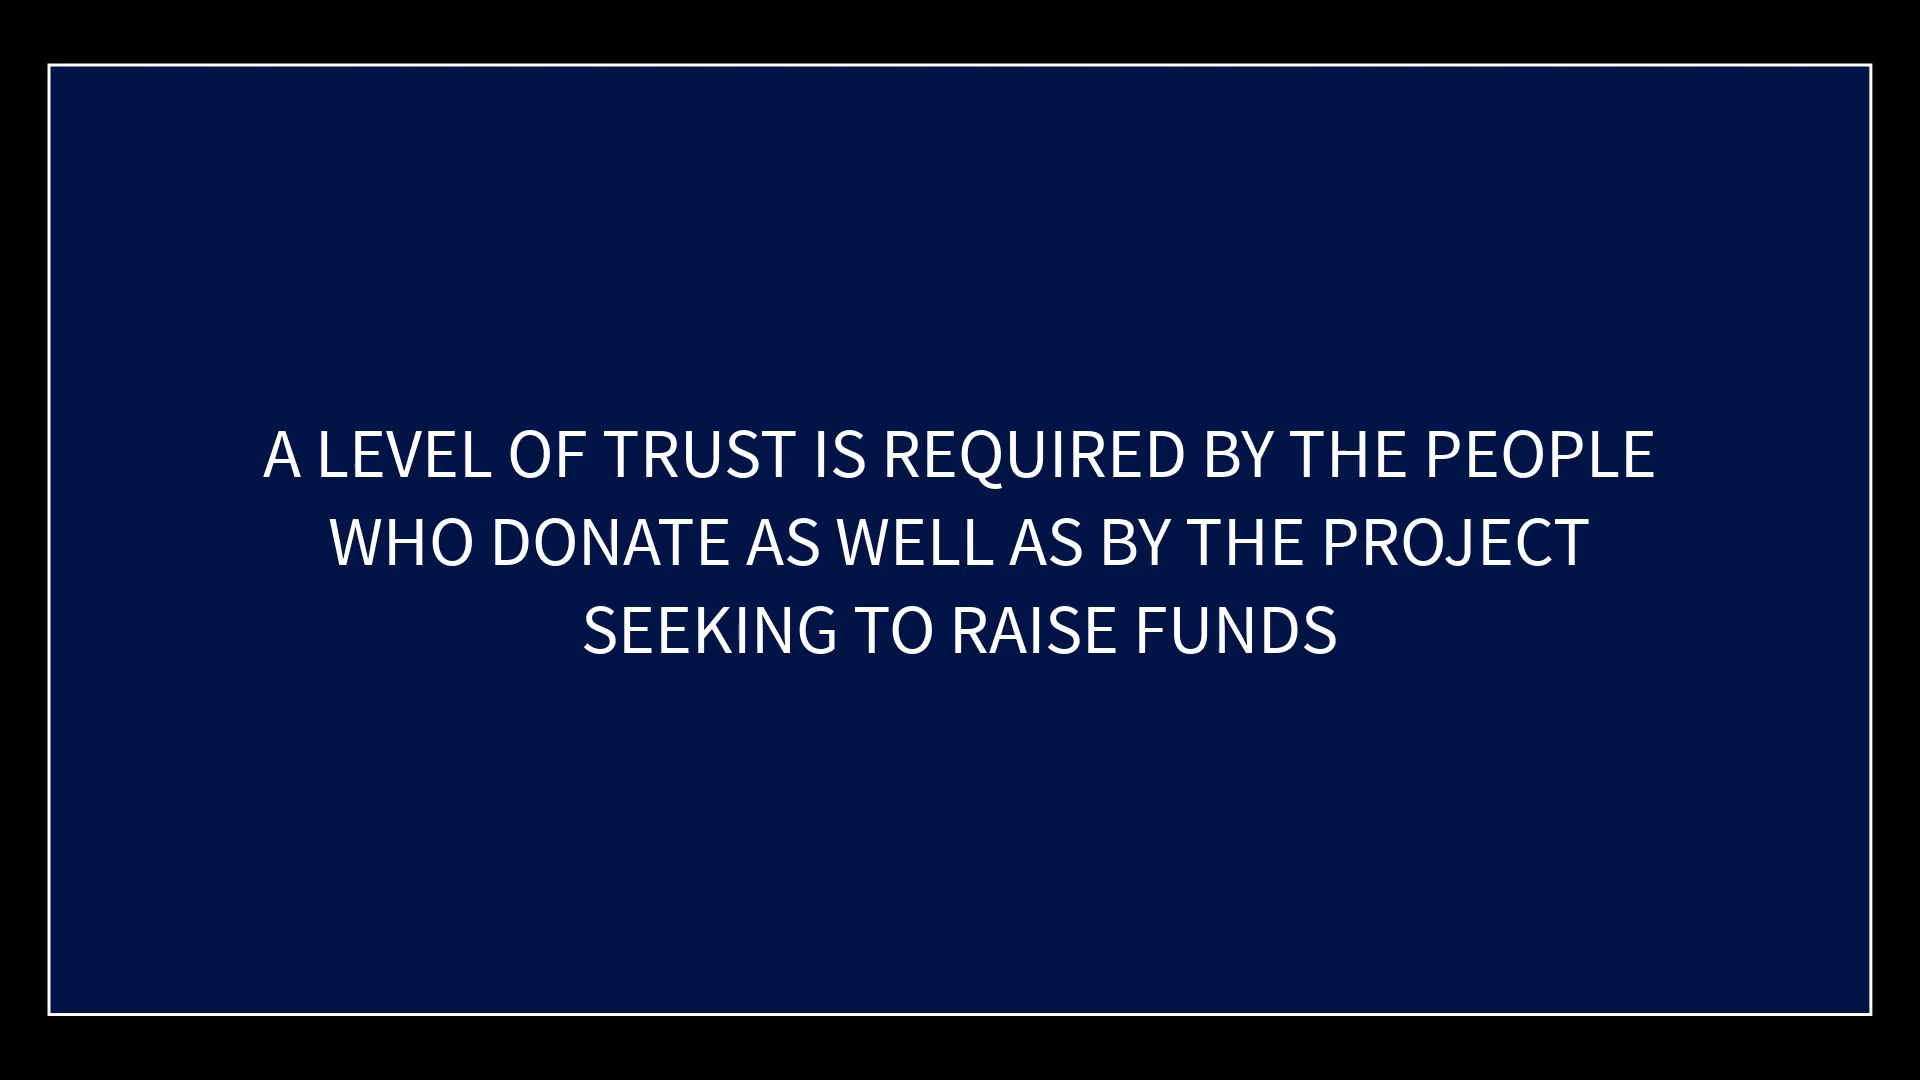 A LEVEL OF TRUST IS REQUIRED BY THE PEOPLE
WHO DONATE AS WELL AS BY THE PROJECT
SEEKING TO RAISE FUNDS